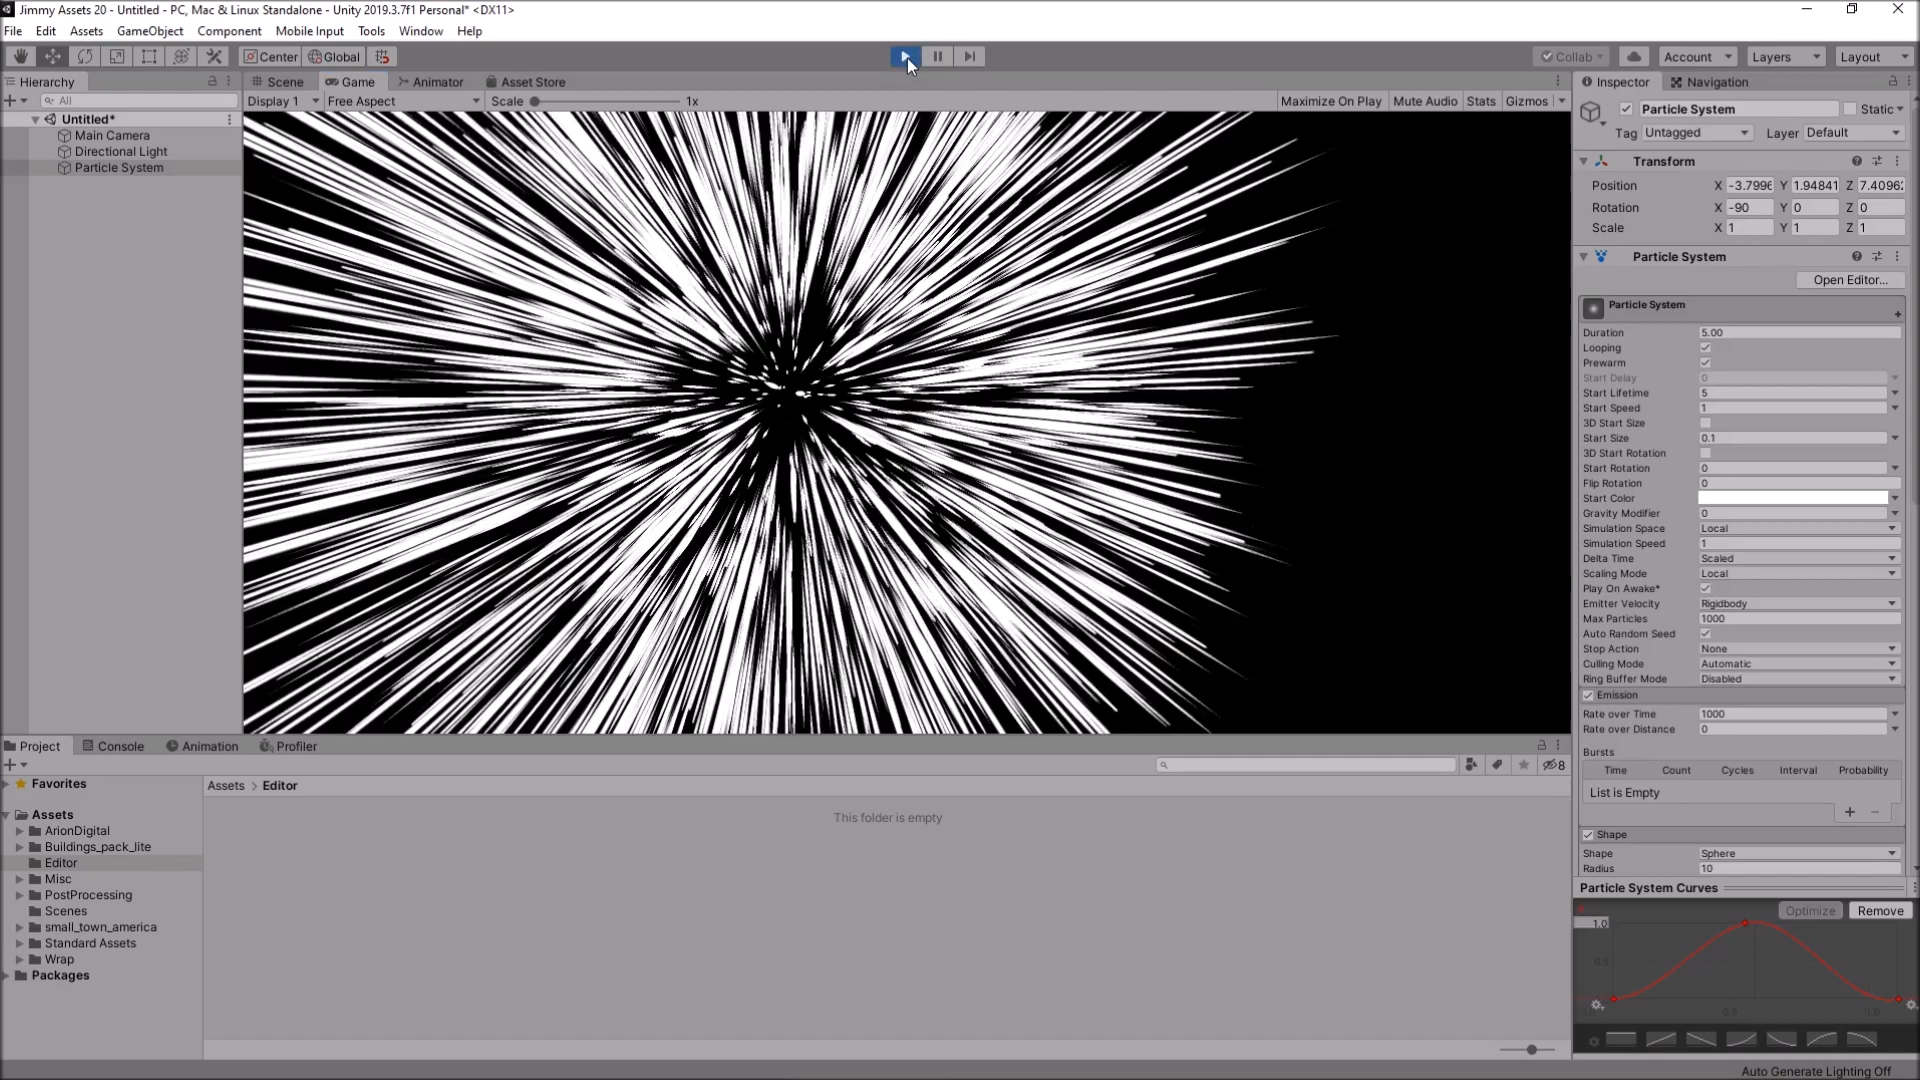 Jimmy Assets 20 - Untitled - PC, Mac & Linux Standalone - Unity 2019.3.7f1 Personal* <DX11>
File Edit Assets GameObject Component Mobile Input Tools Window Help
Center Global Collab Account Layers Layout
Hierarchy
All
Untitled*
Main Camera
Directional Light
Particle System
Scene Game Animator Asset Store
Display 1 Free Aspect Scale 1x Maximize On Play Mute Audio Stats Gizmos
Inspector Navigation
Particle System Static
Tag Untagged Layer Default
Transform
Position X -3.7996 Y 1.94841 Z 7.4096
Rotation X -90 Y 0 Z 0
Scale X 1 Y 1 Z 1
Particle System
Open Editor...
Particle System
Duration 5.00
Looping
Prewarm
Start Delay 0
Start Lifetime 5
Start Speed 1
3D Start Size
Start Size 0.1
3D Start Rotation
Start Rotation 0
Flip Rotation 0
Start Color
Gravity Modifier 0
Simulation Space Local
Simulation Speed 1
Delta Time Scaled
Scaling Mode Local
Play On Awake*
Emitter Velocity Rigidbody
Max Particles 1000
Auto Random Seed
Stop Action None
Culling Mode Automatic
Ring Buffer Mode Disabled
Emission
Rate over Time 1000
Rate over Distance 0
Bursts
Time Count Cycles Interval Probability
List is Empty
Shape
Shape Sphere
Radius 10
Particle System Curves
Optimize Remove
1.0
0.5
0.5 1.0
Project Console Animation Profiler
8
Favorites
Assets
ArionDigital
Buildings_pack_lite
Editor
Misc
PostProcessing
Scenes
small_town_america
Standard Assets
Wrap
Packages
Assets > Editor
This folder is empty
Auto Generate Lighting Off